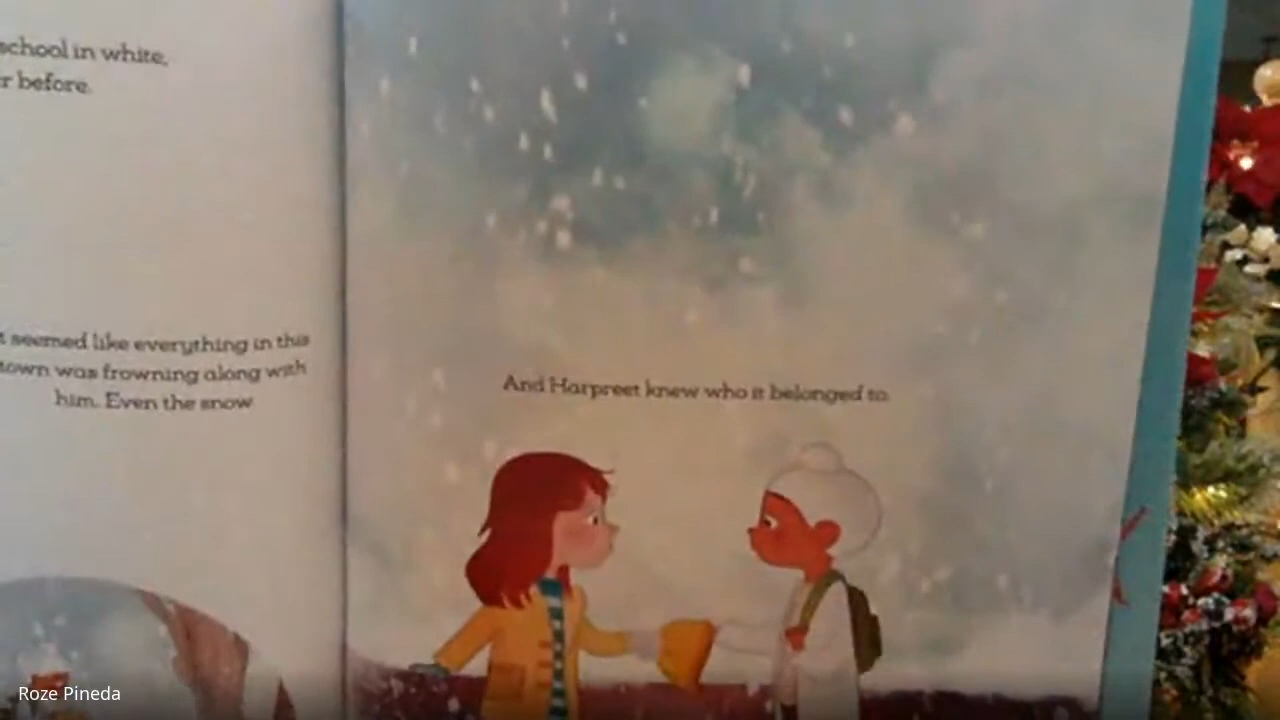 school in white,
r before.
t seemed like everything in this
town was frowning along with
him. Even the snow
And Harpreet knew who it belonged to.
Roze Pineda